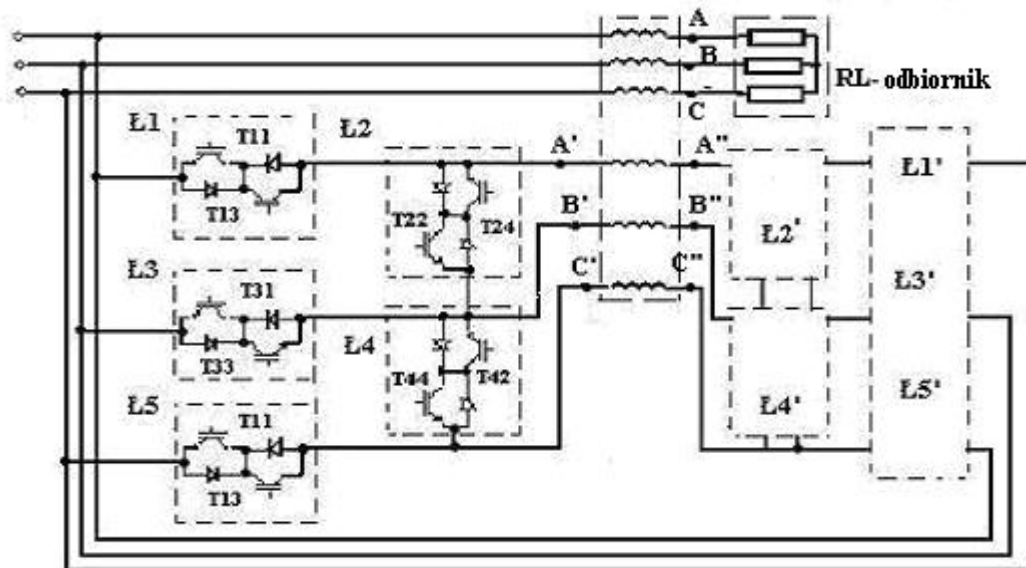 A
B
C
RL- odbiornik
Ł1
T11
T13
Ł2
T22
T24
A'
A"
B'
B"
C'
C"
Ł1'
Ł2'
Ł3
T31
T33
Ł3'
Ł4
T44
T42
Ł4'
Ł5
T11
T13
Ł5'